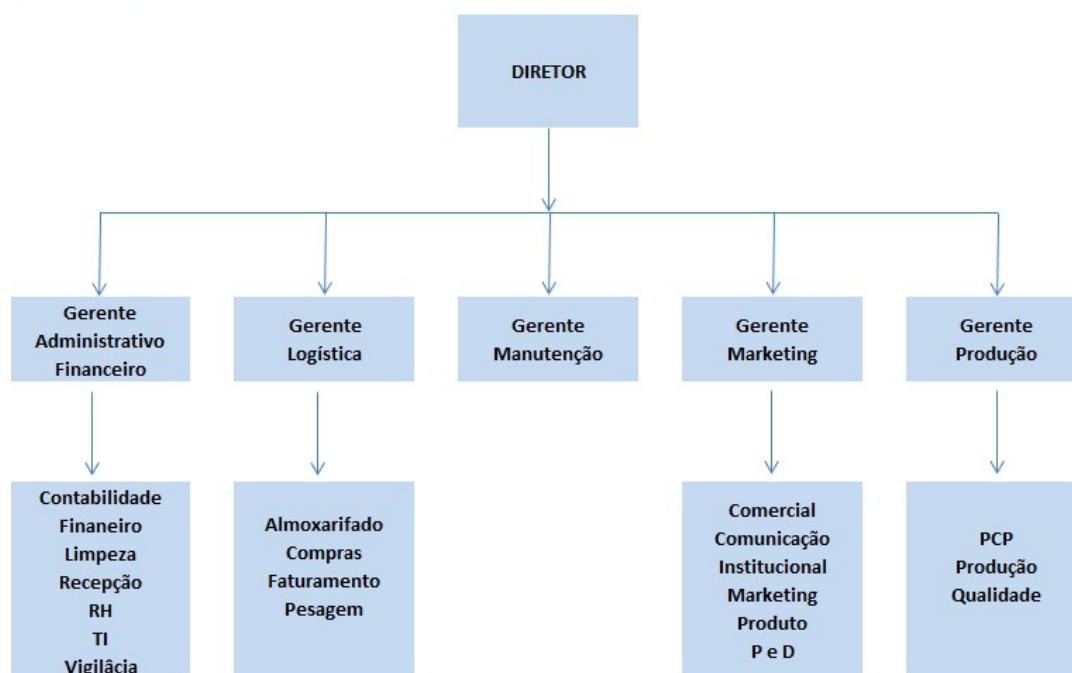 DIRETOR
Gerente
Administrativo
Financeiro
Gerente
Logística
Gerente
Manutenção
Gerente
Marketing
Gerente
Produção
Contabilidade
Finaneiro
Limpeza
Recepção
RH
TI
Vigilâcia
Almoxarifado
Compras
Faturamento
Pesagem
Comercial
Comunicação
Institucional
Marketing
Produto
P e D
PCP
Produção
Qualidade